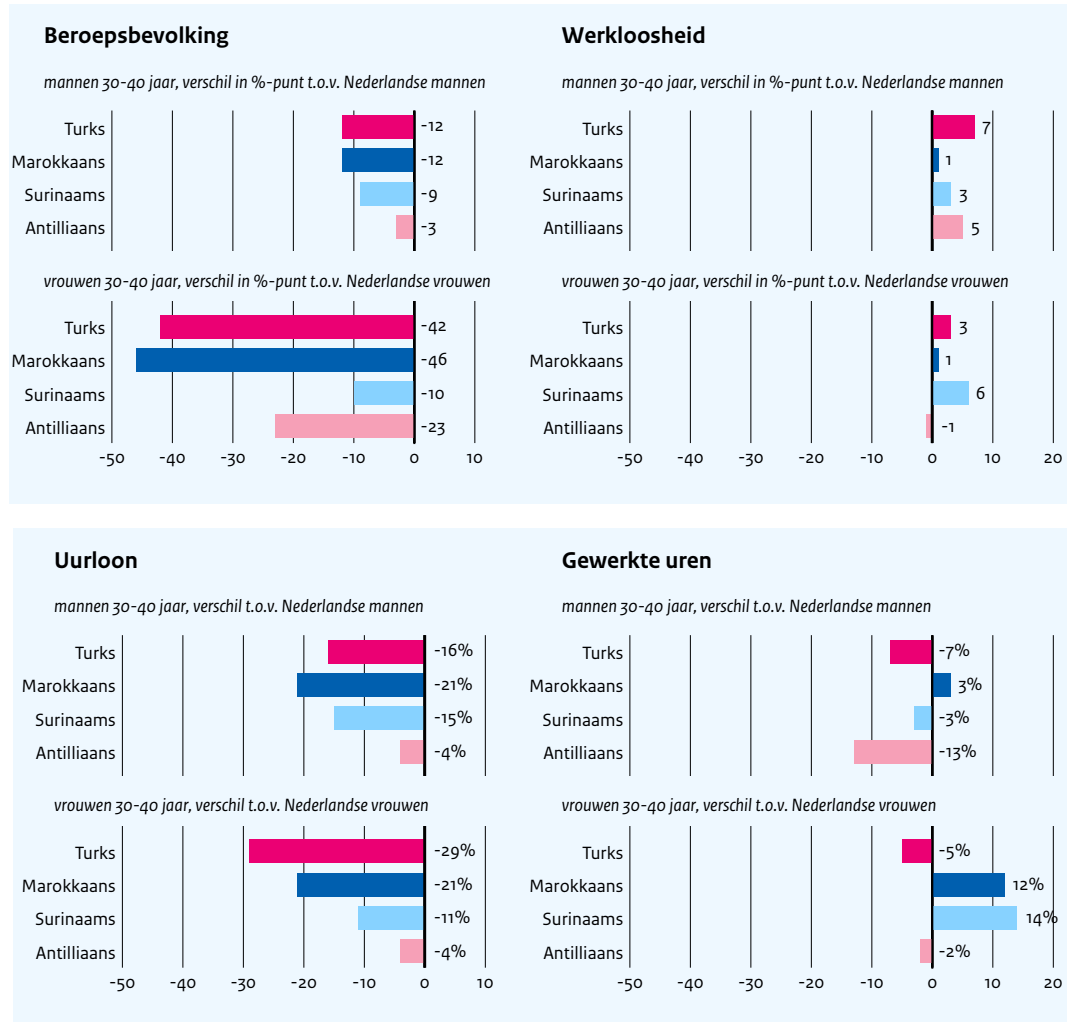 Beroepsbevolking
mannen 30-40 jaar, verschil in %-punt t.o.v. Nederlandse mannen
Turks -12
Marokkaans -12
Surinaams -9
Antilliaans -3
vrouwen 30-40 jaar, verschil in %-punt t.o.v. Nederlandse vrouwen
Turks -42
Marokkaans -46
Surinaams -10
Antilliaans -23
-50 -40 -30 -20 -10 0 10
Werkloosheid
mannen 30-40 jaar, verschil in %-punt t.o.v. Nederlandse mannen
Turks 7
Marokkaans 1
Surinaams 3
Antilliaans 5
vrouwen 30-40 jaar, verschil in %-punt t.o.v. Nederlandse vrouwen
Turks 3
Marokkaans 1
Surinaams 6
Antilliaans -1
-50 -40 -30 -20 -10 0 10 20
Uurloon
mannen 30-40 jaar, verschil t.o.v. Nederlandse mannen
Turks -16%
Marokkaans -21%
Surinaams -15%
Antilliaans -4%
vrouwen 30-40 jaar, verschil t.o.v. Nederlandse vrouwen
Turks -29%
Marokkaans -21%
Surinaams -11%
Antilliaans -4%
-50 -40 -30 -20 -10 0 10
Gewerkte uren
mannen 30-40 jaar, verschil t.o.v. Nederlandse mannen
Turks -7%
Marokkaans 3%
Surinaams -3%
Antilliaans -13%
vrouwen 30-40 jaar, verschil t.o.v. Nederlandse vrouwen
Turks -5%
Marokkaans 12%
Surinaams 14%
Antilliaans -2%
-50 -40 -30 -20 -10 0 10 20